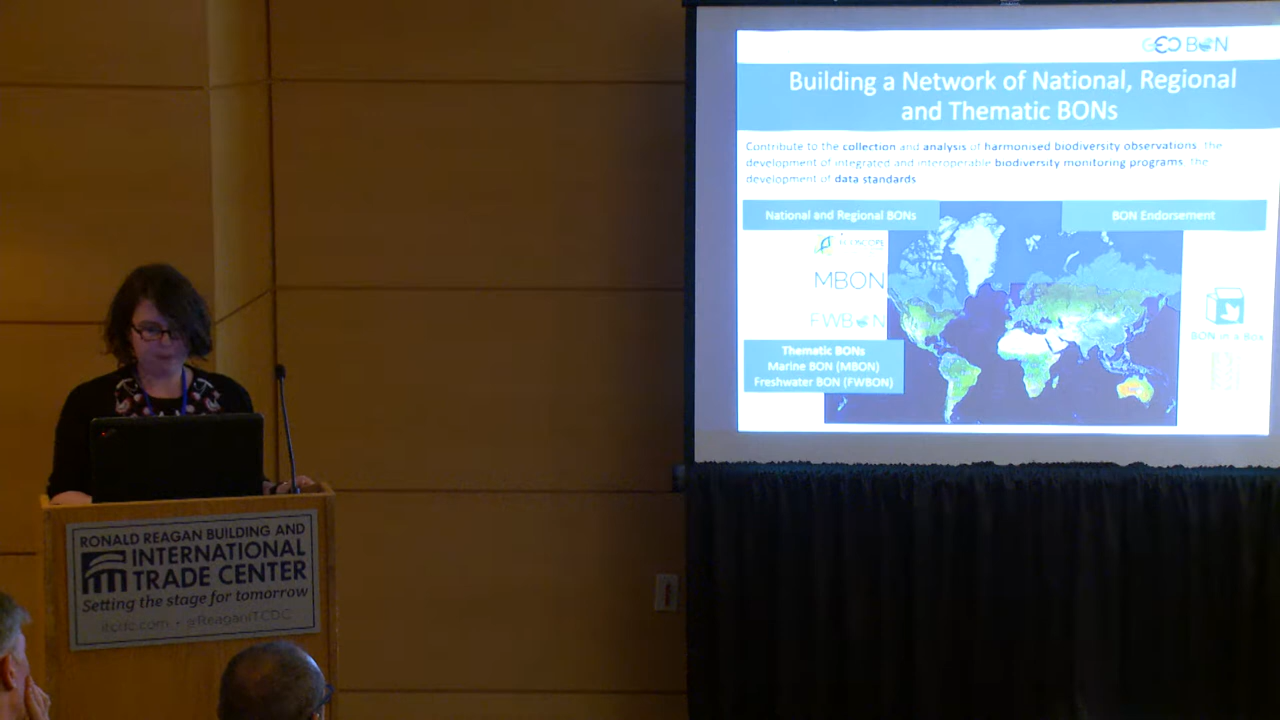 GEO BON
Building a Network of National, Regional
and Thematic BONs
Contribute to the collection and analysis of harmonised biodiversity observations, the
development of integrated and interoperable biodiversity monitoring programs, the
development of data standards
National and Regional BONs
BON Endorsement
MBON
FWBON
BON in a Box
Thematic BONs
Marine BON (MBON)
Freshwater BON (FWBON)
RONALD REAGAN BUILDING AND
INTERNATIONAL
TRADE CENTER
Setting the stage for tomorrow
itcdc.com • @ReaganITCDC